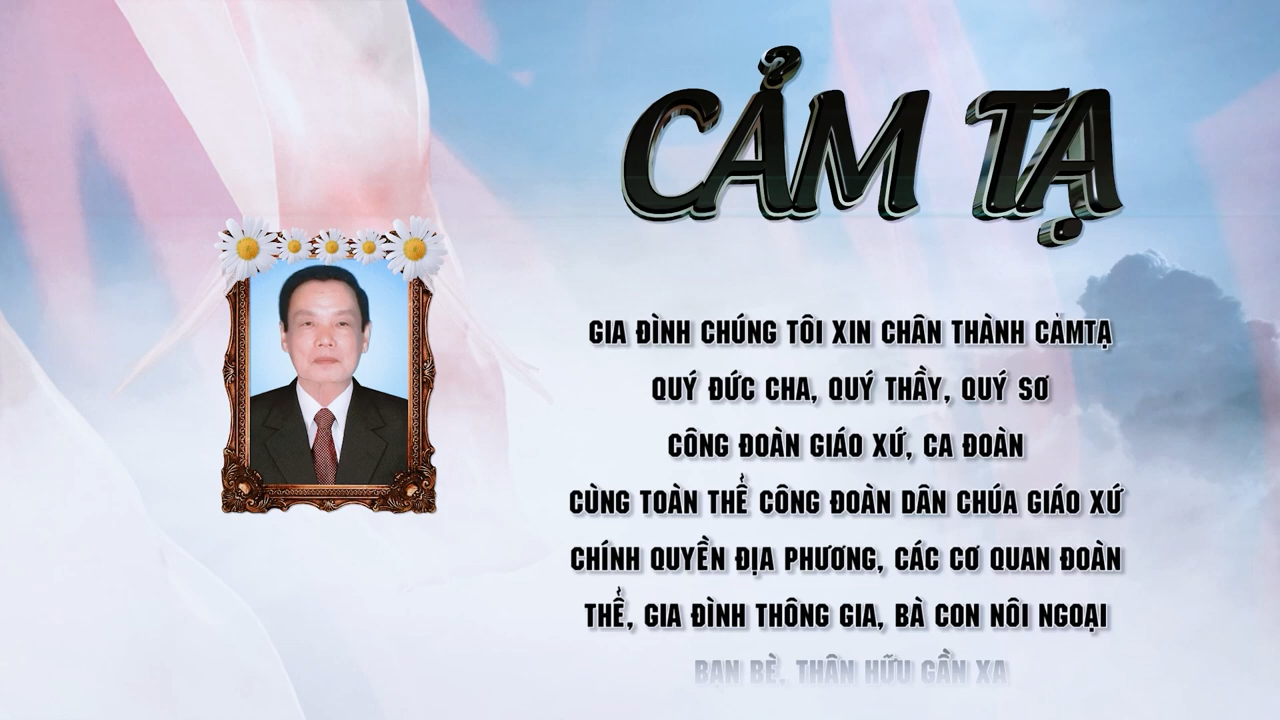 CẢM TẠ
GIA ĐÌNH CHÚNG TÔI XIN CHÂN THÀNH CẢMTẠ
QUÝ ĐỨC CHA, QUÝ THẦY, QUÝ SƠ
CÔNG ĐOÀN GIÁO XỨ, CA ĐOÀN
CÙNG TOÀN THỂ CÔNG ĐOÀN DÂN CHÚA GIÁO XỨ
CHÍNH QUYỀN ĐỊA PHƯƠNG, CÁC CƠ QUAN ĐOÀN
THỂ, GIA ĐÌNH THÔNG GIA, BÀ CON NÔI NGOẠI
BẠN BÈ, THÂN HỮU GẦN XA